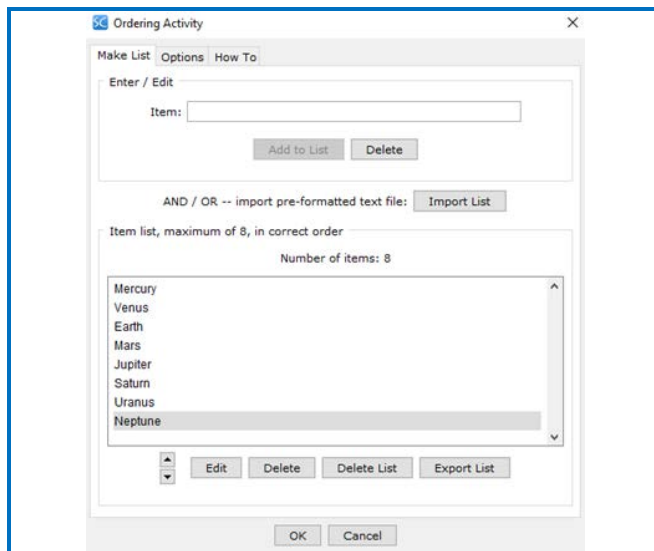 SC Ordering Activity
Make List Options How To
Enter / Edit
Item:
Add to List Delete
AND / OR -- import pre-formatted text file: Import List
Item list, maximum of 8, in correct order
Number of items: 8
Mercury
Venus
Earth
Mars
Jupiter
Saturn
Uranus
Neptune
Edit Delete Delete List Export List
OK Cancel